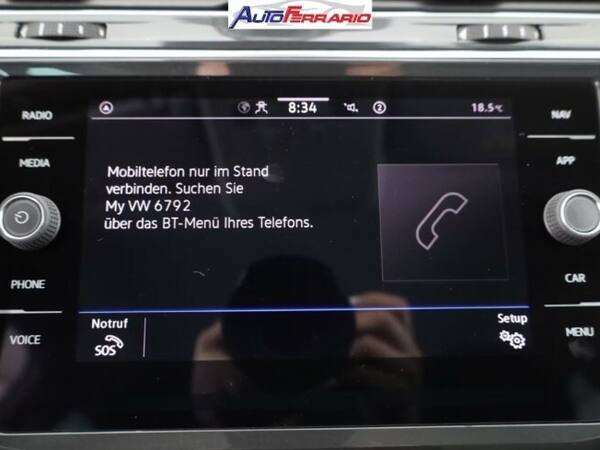 AUTOFERRARIO
RADIO
MEDIA
PHONE
VOICE
8:34
2
18.5°C
Mobiltelefon nur im Stand
verbinden. Suchen Sie
My VW 6792
über das BT-Menü Ihres Telefons.
Notruf
SOS
Setup
NAV
APP
CAR
MENU